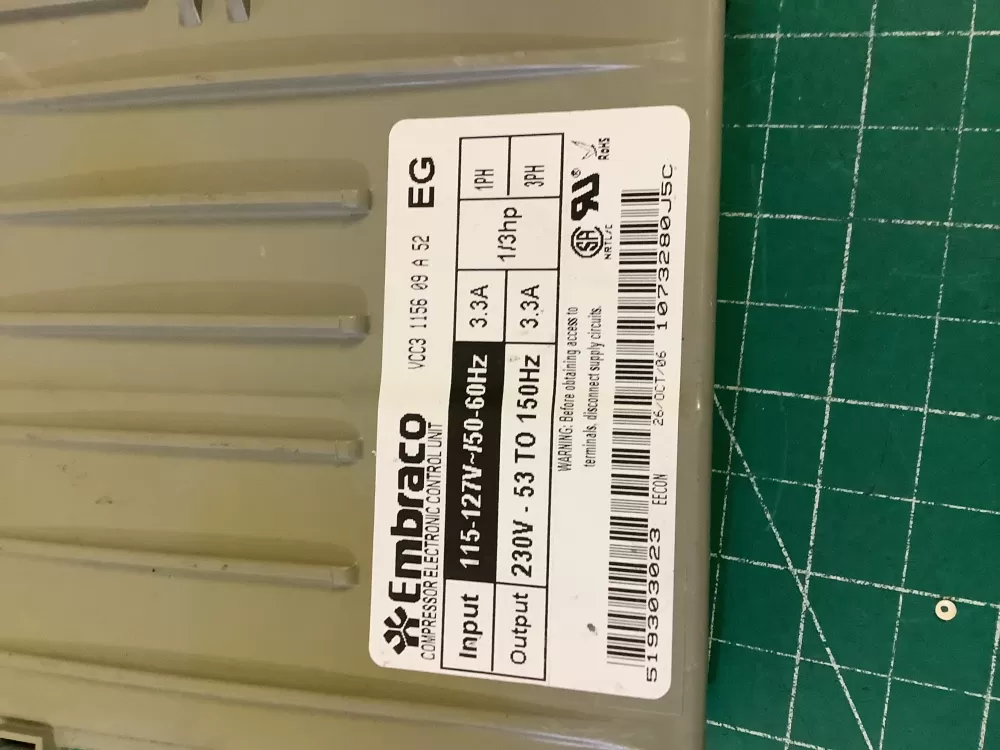 Embraco
VCC3 1156 09 A 52 EG
COMPRESSOR ELECTRONIC CONTROL UNIT
Input 115-127V~/50-60Hz 3.3A 1/3hp 1PH
Output 230V - 53 TO 150Hz 3.3A 3PH
WARNING: Before obtaining access to
terminals, disconnect supply circuits.
SA
NRTL/C
RU®
RoHS
519303023 EECON 26/OCT/06 1073280J5C